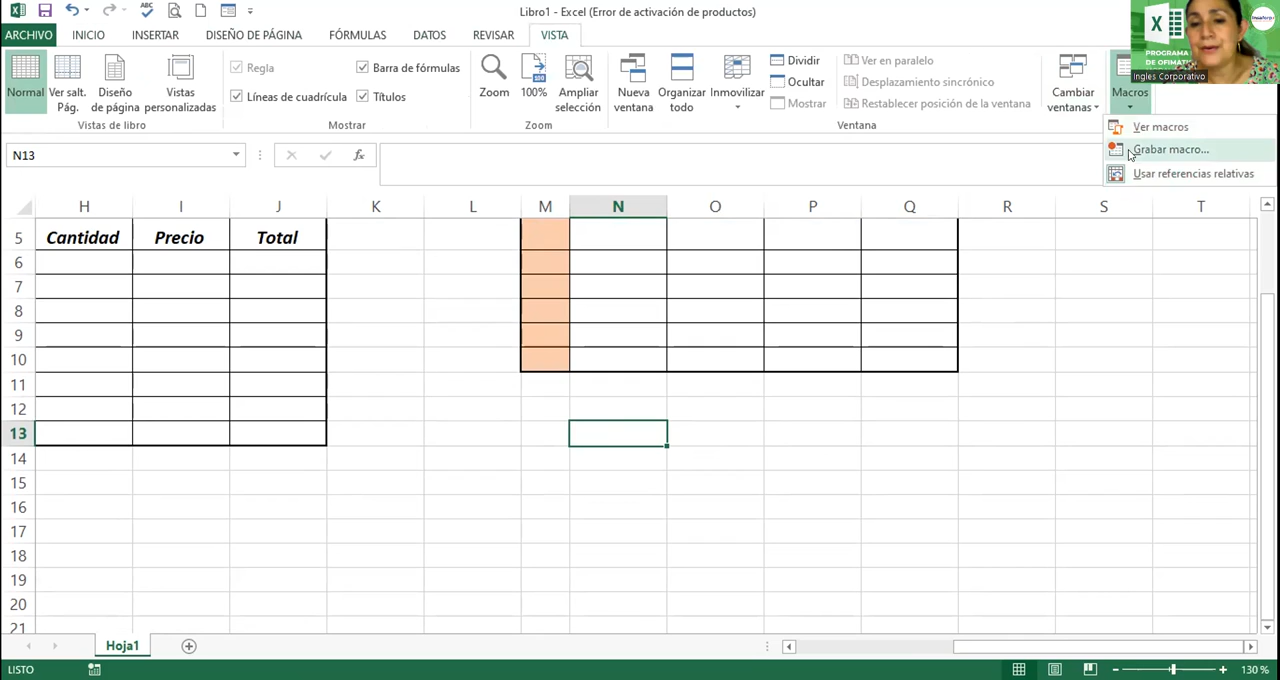 Libro1 - Excel (Error de activación de productos)
ARCHIVO INICIO INSERTAR DISEÑO DE PÁGINA FÓRMULAS DATOS REVISAR VISTA
Normal
Ver salt. Pág.
Diseño de página
Vistas personalizadas
Vistas de libro
Regla
Barra de fórmulas
Líneas de cuadrícula
Títulos
Mostrar
Zoom
100%
Ampliar selección
Zoom
Nueva ventana
Organizar todo
Inmovilizar
Dividir
Ocultar
Mostrar
Ver en paralelo
Desplazamiento sincrónico
Restablecer posición de la ventana
Ventana
Cambiar ventanas
Macros
PROGRAMA
DE OFIMATI
Ingles Corporativo
Ver macros
Grabar macro...
Usar referencias relativas
N13
fx
H I J K L M N O P Q R S T
5 Cantidad Precio Total
6
7
8
9
10
11
12
13
14
15
16
17
18
19
20
21
Hoja1
LISTO
130 %